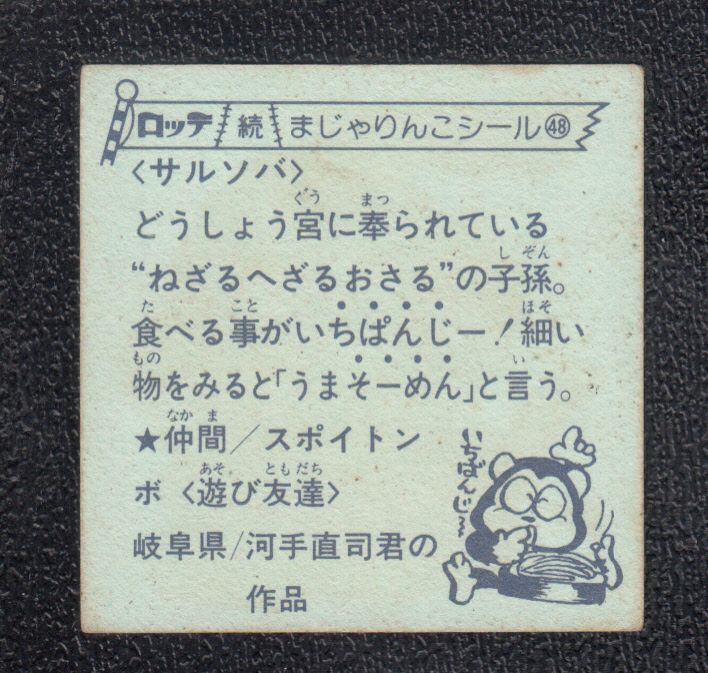 ロッテ 続 まじゃりんこシール㊽
〈サルソバ〉
どうしょう宮に奉られている
“ねざるへざるおさる”の子孫。
食べる事がいちぱんじー！細い
物をみると「うまそーめん」と言う。
★仲間／スポイトン
ボ〈遊び友達〉
岐阜県/河手直司君の
作品
いちばんじ〜